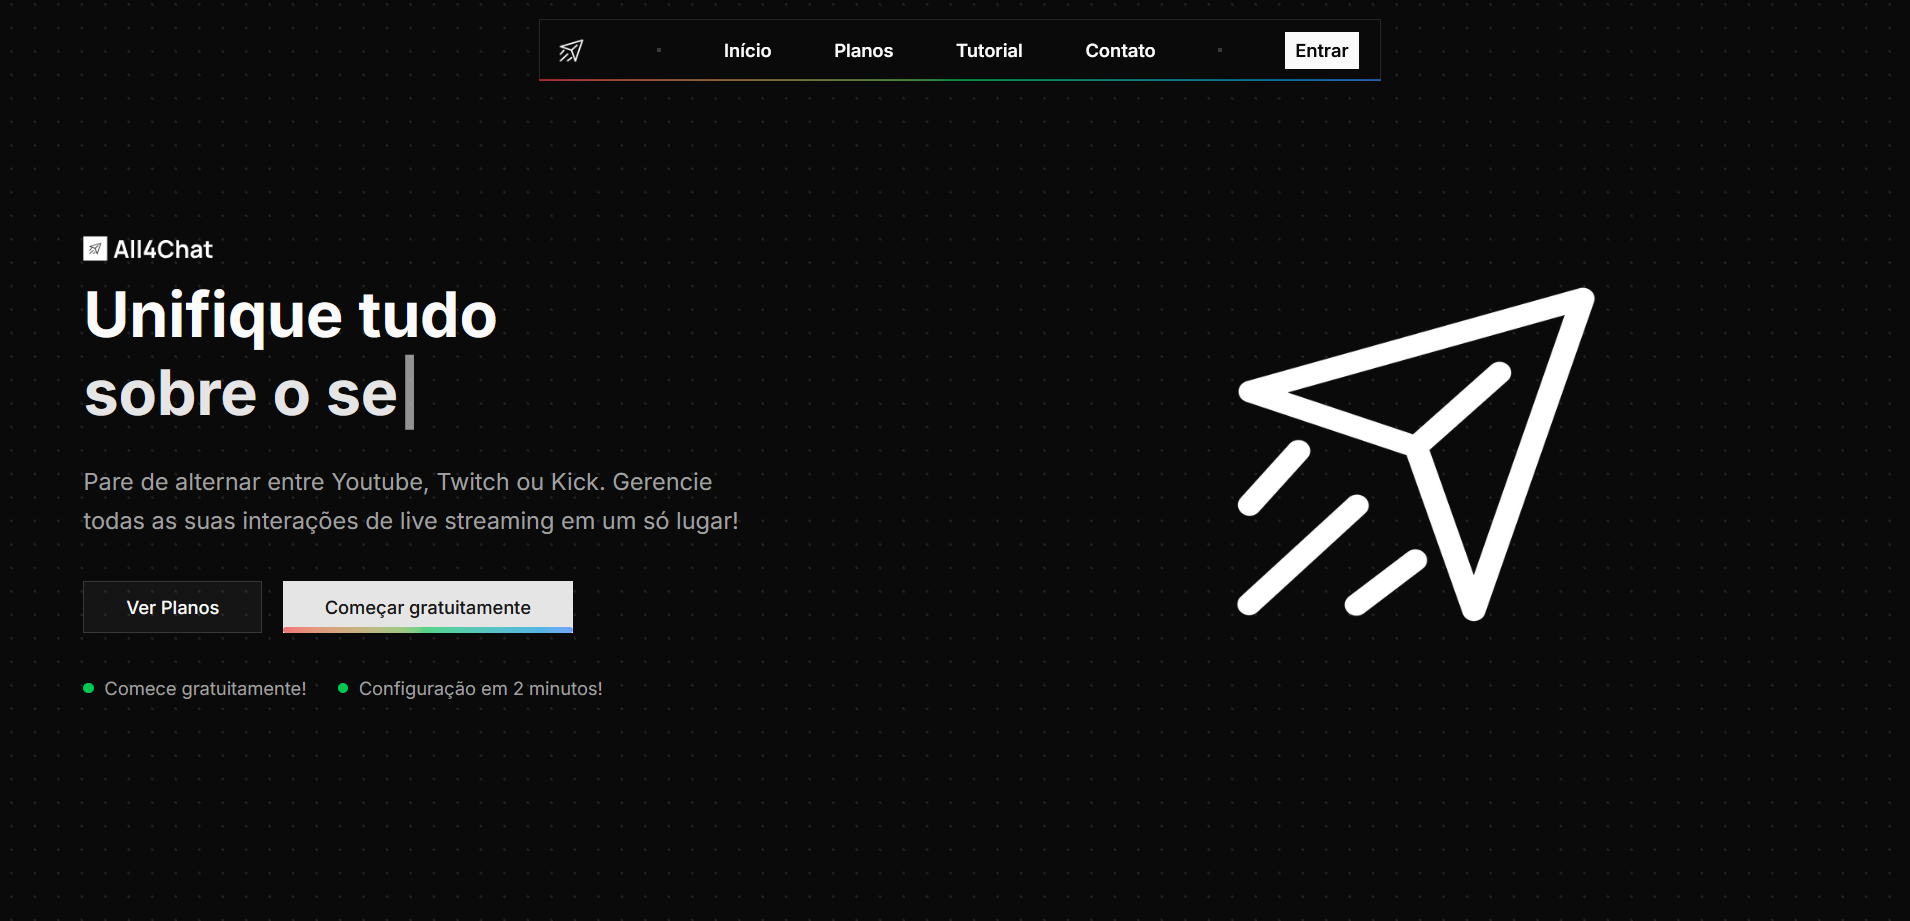 Início Planos Tutorial Contato Entrar
All4Chat
Unifique tudo
sobre o se
Pare de alternar entre Youtube, Twitch ou Kick. Gerencie
todas as suas interações de live streaming em um só lugar!
Ver Planos Começar gratuitamente
Comece gratuitamente! Configuração em 2 minutos!